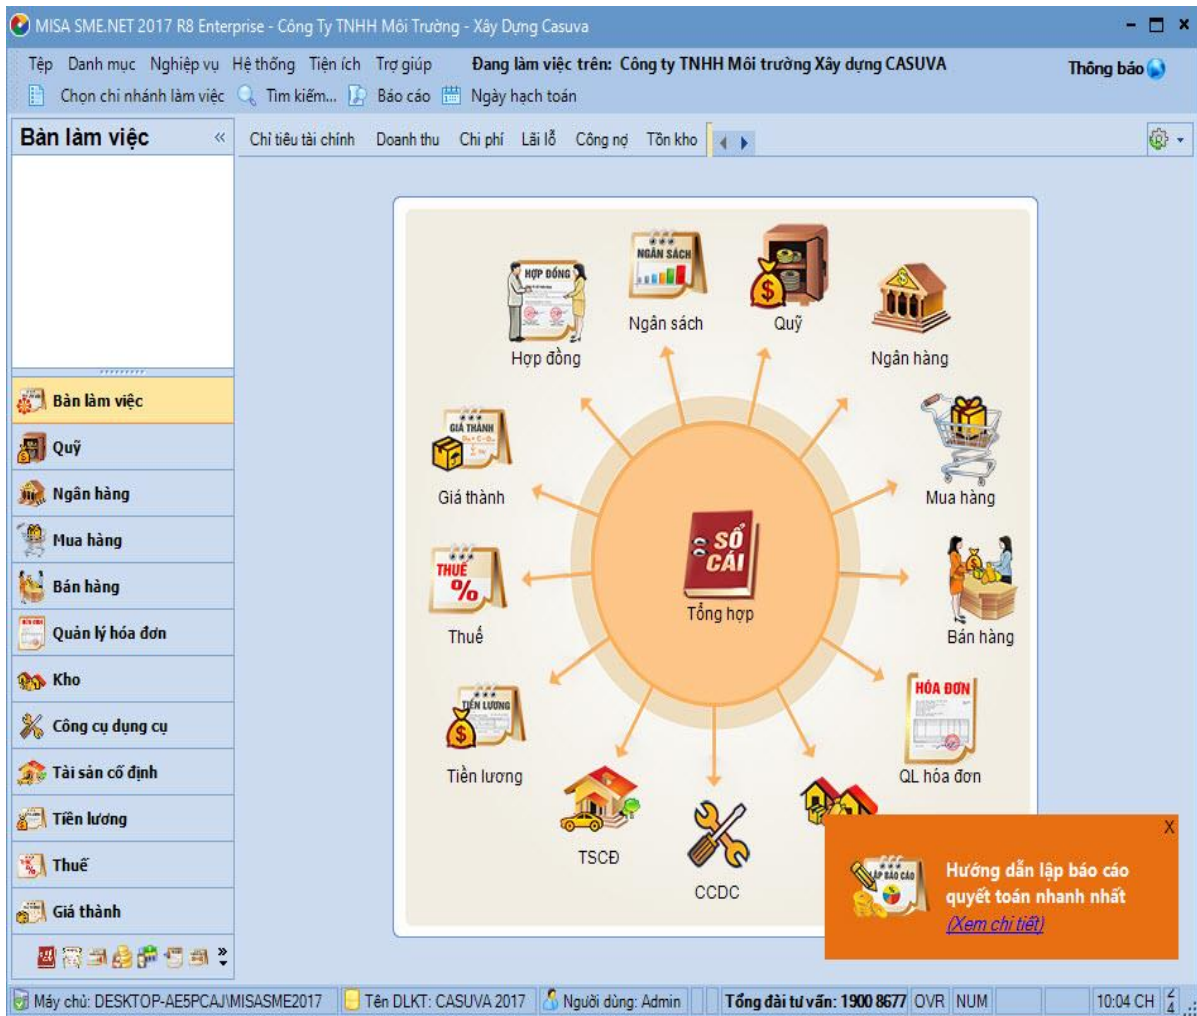 MISA SME.NET 2017 R8 Enterprise - Công Ty TNHH Môi Trường - Xây Dựng Casuva
Tệp Danh mục Nghiệp vụ Hệ thống Tiện ích Trợ giúp Đang làm việc trên: Công ty TNHH Môi trường Xây dựng CASUVA Thông báo
Chọn chi nhánh làm việc Tìm kiếm... Báo cáo Ngày hạch toán
Bàn làm việc « Chỉ tiêu tài chính Doanh thu Chi phí Lãi lỗ Công nợ Tồn kho
NGÂN SÁCH
HỢP ĐỒNG
Ngân sách Quỹ
Hợp đồng Ngân hàng
Bàn làm việc
Quỹ
Ngân hàng
Mua hàng
Bán hàng
Quản lý hóa đơn
Kho
Công cụ dụng cụ
Tài sản cố định
Tiền lương
Thuế
Giá thành
GIÁ THÀNH
Giá thành Mua hàng
SỔ CÁI
Tổng hợp
THUẾ %
Thuế Bán hàng
HÓA ĐƠN
TIỀN LƯƠNG
Tiền lương QL hóa đơn
TSCĐ
CCDC
X
LẬP BÁO CÁO
Hướng dẫn lập báo cáo
quyết toán nhanh nhất
(Xem chi tiết)
Máy chủ: DESKTOP-AE5PCAJ\MISASME2017 Tên DLKT: CASUVA 2017 Người dùng: Admin Tổng đài tư vấn: 1900 8677 OVR NUM 10:04 CH